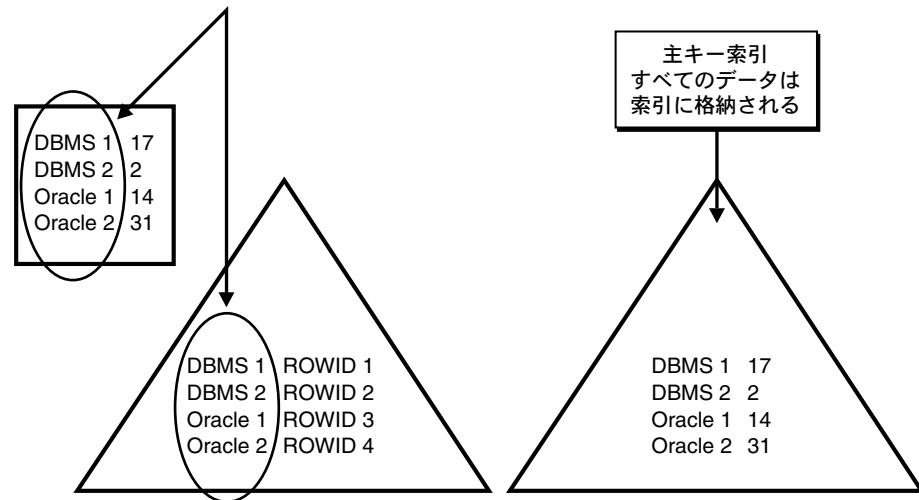 主キー索引
すべてのデータは
索引に格納される
DBMS 1 17
DBMS 2 2
Oracle 1 14
Oracle 2 31
DBMS 1 ROWID 1
DBMS 2 ROWID 2
Oracle 1 ROWID 3
Oracle 2 ROWID 4
DBMS 1 17
DBMS 2 2
Oracle 1 14
Oracle 2 31